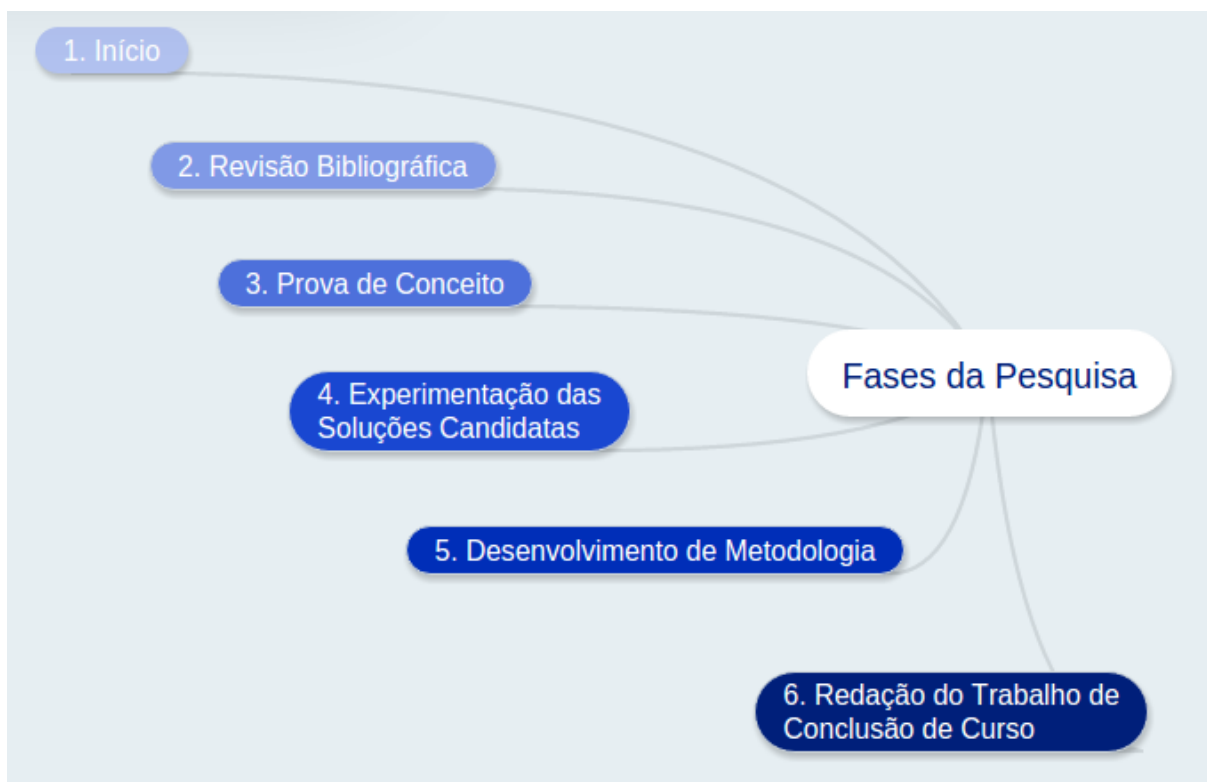 1. Início
2. Revisão Bibliográfica
3. Prova de Conceito
Fases da Pesquisa
4. Experimentação das
Soluções Candidatas
5. Desenvolvimento de Metodologia
6. Redação do Trabalho de
Conclusão de Curso